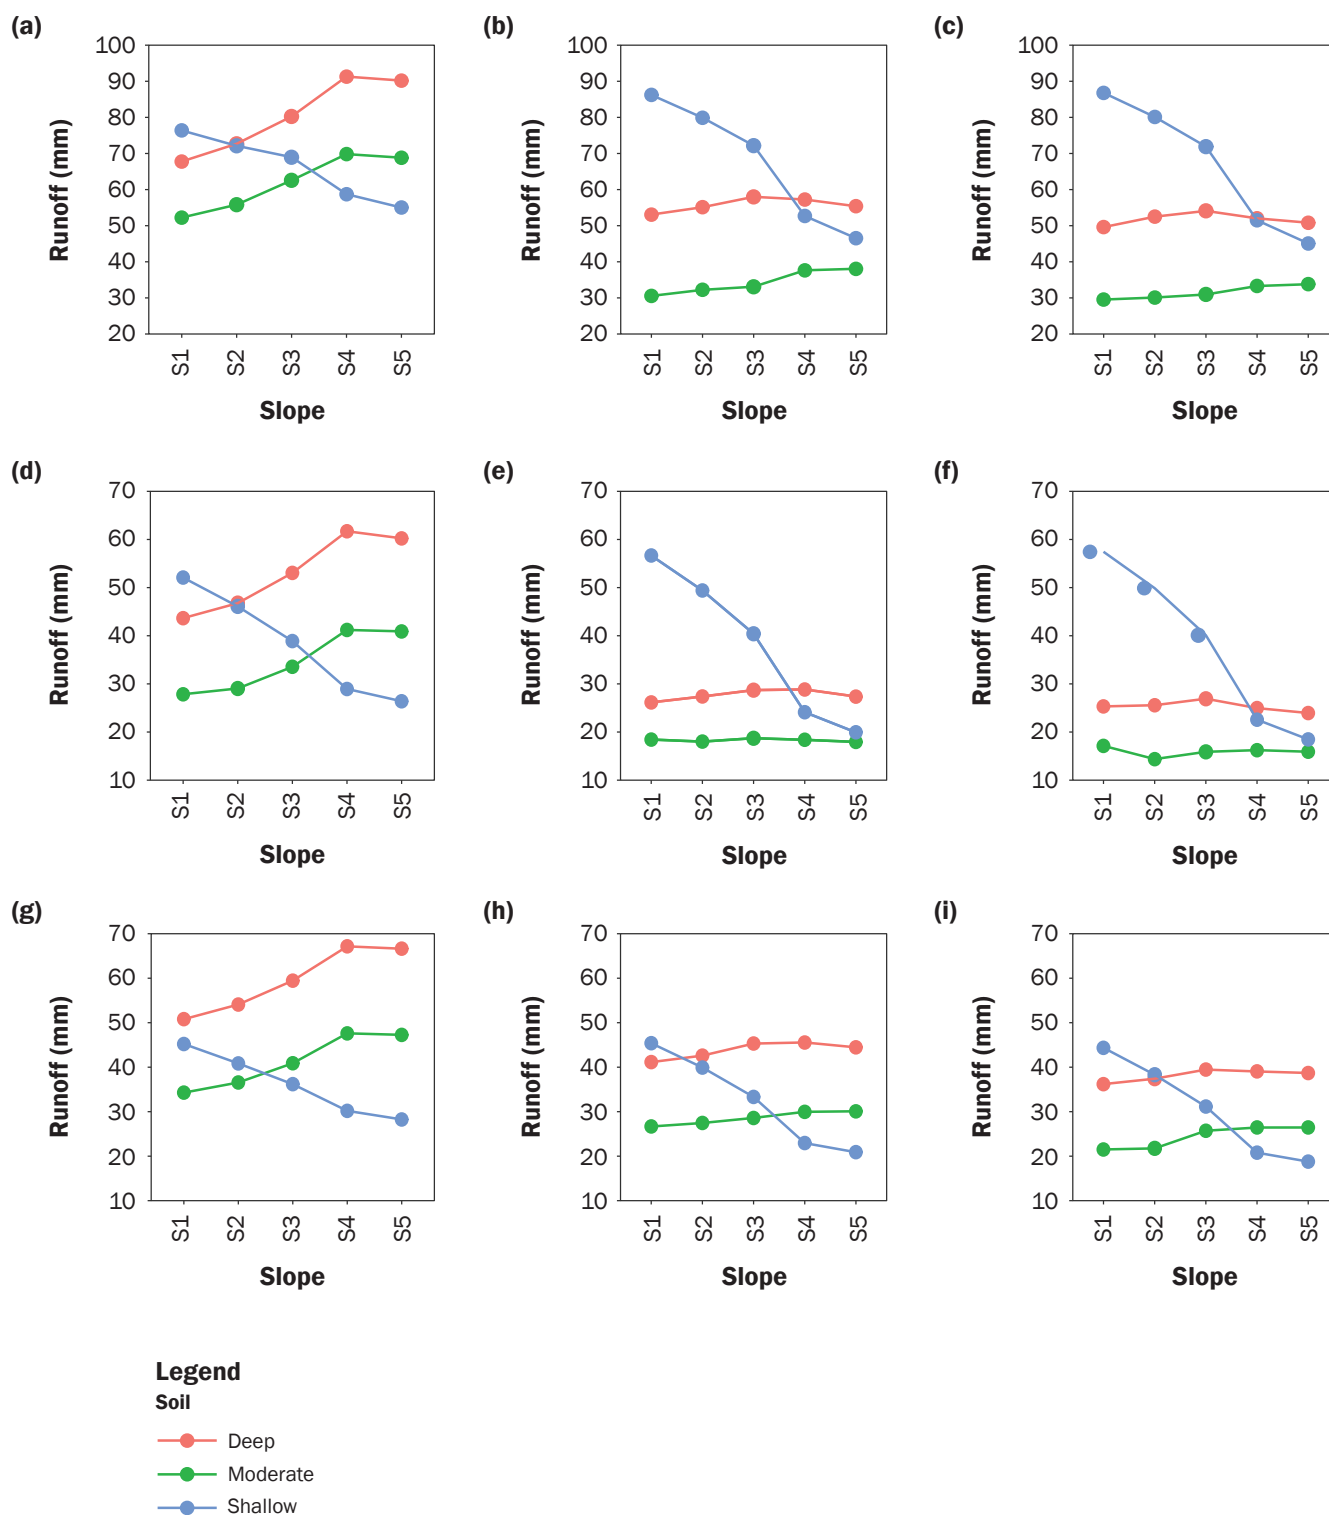 (a)
100
90
80
70
60
50
40
30
20
Runoff (mm)
S1
S2
S3
S4
S5
Slope
(b)
100
90
80
70
60
50
40
30
20
Runoff (mm)
S1
S2
S3
S4
S5
Slope
(c)
100
90
80
70
60
50
40
30
20
Runoff (mm)
S1
S2
S3
S4
S5
Slope
(d)
70
60
50
40
30
20
10
Runoff (mm)
S1
S2
S3
S4
S5
Slope
(e)
70
60
50
40
30
20
10
Runoff (mm)
S1
S2
S3
S4
S5
Slope
(f)
70
60
50
40
30
20
10
Runoff (mm)
S1
S2
S3
S4
S5
Slope
(g)
70
60
50
40
30
20
10
Runoff (mm)
S1
S2
S3
S4
S5
Slope
(h)
70
60
50
40
30
20
10
Runoff (mm)
S1
S2
S3
S4
S5
Slope
(i)
70
60
50
40
30
20
10
Runoff (mm)
S1
S2
S3
S4
S5
Slope
Legend
Soil
Deep
Moderate
Shallow